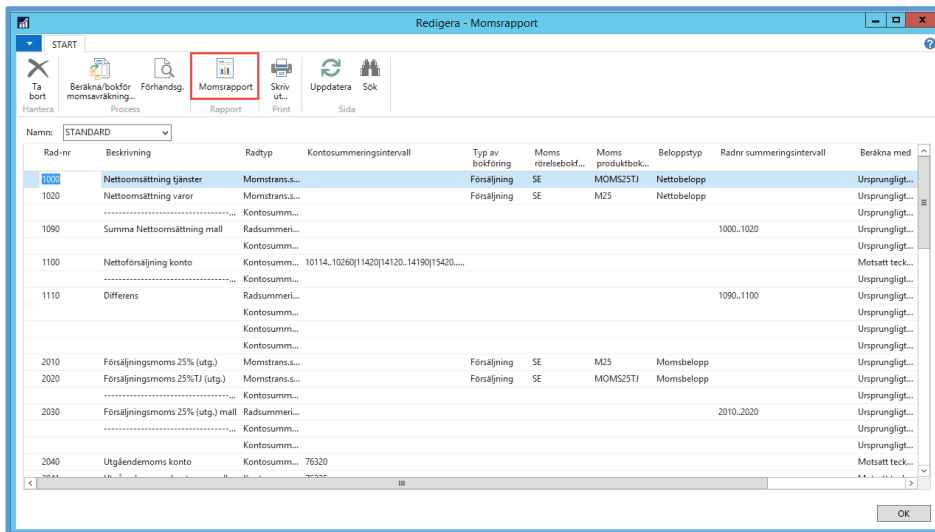 Redigera - Momsrapport
START
Ta bort
Beräkna/bokför momsavräkning...
Förhandsg.
Momsrapport
Skriv ut...
Uppdatera
Sök
Hantera Process Rapport Print Sida
Namn: STANDARD
Rad-nr Beskrivning Radtyp Kontosummeringsintervall Typ av bokföring Moms rörelsebokf... Moms produktbok... Beloppstyp Radnr summeringsintervall Beräkna med
1000 Nettoomsättning tjänster Momstrans.s... Försäljning SE MOMS25TJ Nettobelopp Ursprungligt...
1020 Nettoomsättning varor Momstrans.s... Försäljning SE M25 Nettobelopp Ursprungligt...
---------------------------------... Kontosumm... Ursprungligt...
1090 Summa Nettoomsättning mall Radsummeri... 1000..1020 Ursprungligt...
Kontosumm... Ursprungligt...
1100 Nettoförsäljning konto Kontosumm... 10114..10260|11420|14120..14190|15420..... Motsatt teck...
---------------------------------... Kontosumm... Ursprungligt...
1110 Differens Radsummeri... 1090..1100 Ursprungligt...
Kontosumm... Ursprungligt...
Kontosumm... Ursprungligt...
Kontosumm... Ursprungligt...
2010 Försäljningsmoms 25% (utg.) Momstrans.s... Försäljning SE M25 Momsbelopp Ursprungligt...
2020 Försäljningsmoms 25%TJ (utg.) Momstrans.s... Försäljning SE MOMS25TJ Momsbelopp Ursprungligt...
---------------------------------... Kontosumm... Ursprungligt...
2030 Försäljningsmoms 25% (utg.) mall Radsummeri... 2010..2020 Ursprungligt...
---------------------------------... Kontosumm... Ursprungligt...
Kontosumm... Ursprungligt...
2040 Utgåendemoms konto Kontosumm... 76320 Motsatt teck...
OK